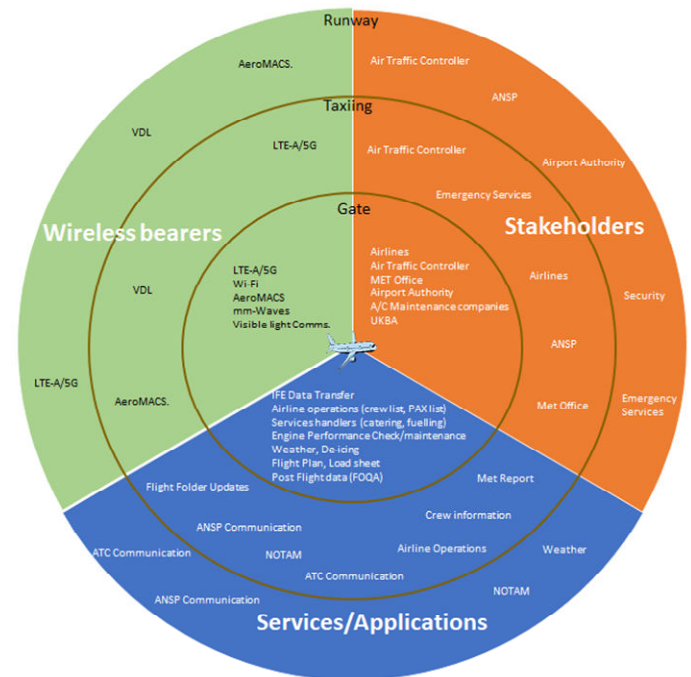 Runway
AeroMACS.
Air Traffic Controller
ANSP
Taxiing
VDL
LTE-A/5G
Air Traffic Controller
Airport Authority
Emergency Services
Gate
Wireless bearers
Stakeholders
LTE-A/5G
Wi-Fi
AeroMACS
mm-Waves
Visible light Comms.
Airlines
Air Traffic Controller
MET Office
Airport Authority
A/C Maintenance companies
UKBA
Airlines
VDL
Security
ANSP
LTE-A/5G
AeroMACS.
Met Office
Emergency
Services
IFE Data Transfer
Airline operations (crew list, PAX list)
Services handlers (catering, fuelling)
Engine Performance Check/maintenance
Weather, De-icing
Flight Plan, Load sheet
Post Flight data (FOQA)
Flight Folder Updates
Met Report
Crew information
ANSP Communication
ATC Communication
NOTAM
Airline Operations
Weather
ATC Communication
NOTAM
ANSP Communication
Services/Applications